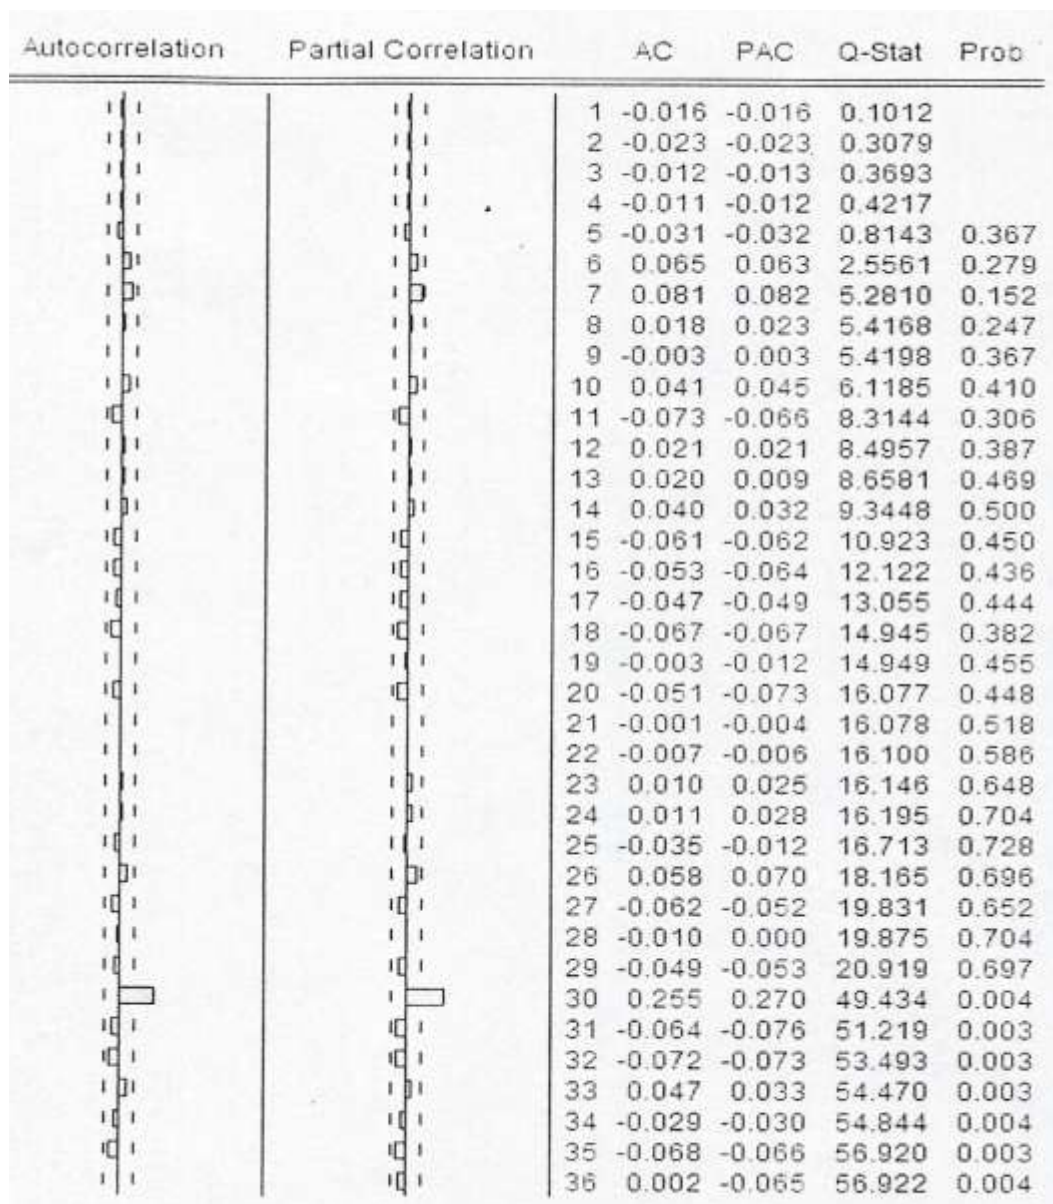 Autocorrelation Partial Correlation AC PAC Q-Stat Prob
1 -0.016 -0.016 0.1012
2 -0.023 -0.023 0.3079
3 -0.012 -0.013 0.3693
4 -0.011 -0.012 0.4217
5 -0.031 -0.032 0.8143 0.367
6 0.065 0.063 2.5561 0.279
7 0.081 0.082 5.2810 0.152
8 0.018 0.023 5.4168 0.247
9 -0.003 0.003 5.4198 0.367
10 0.041 0.045 6.1185 0.410
11 -0.073 -0.066 8.3144 0.306
12 0.021 0.021 8.4957 0.387
13 0.020 0.009 8.6581 0.469
14 0.040 0.032 9.3448 0.500
15 -0.061 -0.062 10.923 0.450
16 -0.053 -0.064 12.122 0.436
17 -0.047 -0.049 13.055 0.444
18 -0.067 -0.067 14.945 0.382
19 -0.003 -0.012 14.949 0.455
20 -0.051 -0.073 16.077 0.448
21 -0.001 -0.004 16.078 0.518
22 -0.007 -0.006 16.100 0.586
23 0.010 0.025 16.146 0.648
24 0.011 0.028 16.195 0.704
25 -0.035 -0.012 16.713 0.728
26 0.058 0.070 18.165 0.696
27 -0.062 -0.052 19.831 0.652
28 -0.010 0.000 19.875 0.704
29 -0.049 -0.053 20.919 0.697
30 0.255 0.270 49.434 0.004
31 -0.064 -0.076 51.219 0.003
32 -0.072 -0.073 53.493 0.003
33 0.047 0.033 54.470 0.003
34 -0.029 -0.030 54.844 0.004
35 -0.068 -0.066 56.920 0.003
36 0.002 -0.065 56.922 0.004